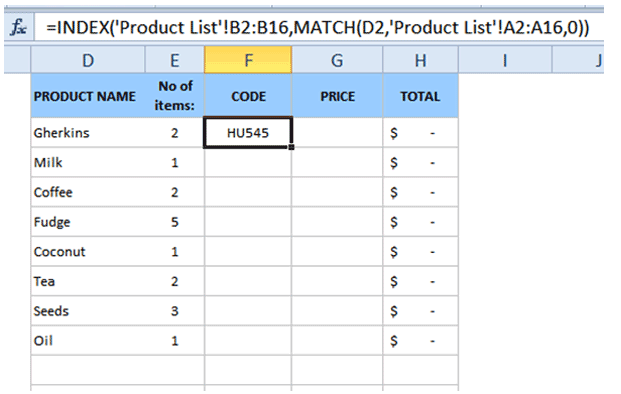 fx =INDEX('Product List'!B2:B16,MATCH(D2,'Product List'!A2:A16,0))
D E F G H I J
PRODUCT NAME No of items: CODE PRICE TOTAL
Gherkins 2 HU545 $ -
Milk 1 $ -
Coffee 2 $ -
Fudge 5 $ -
Coconut 1 $ -
Tea 2 $ -
Seeds 3 $ -
Oil 1 $ -